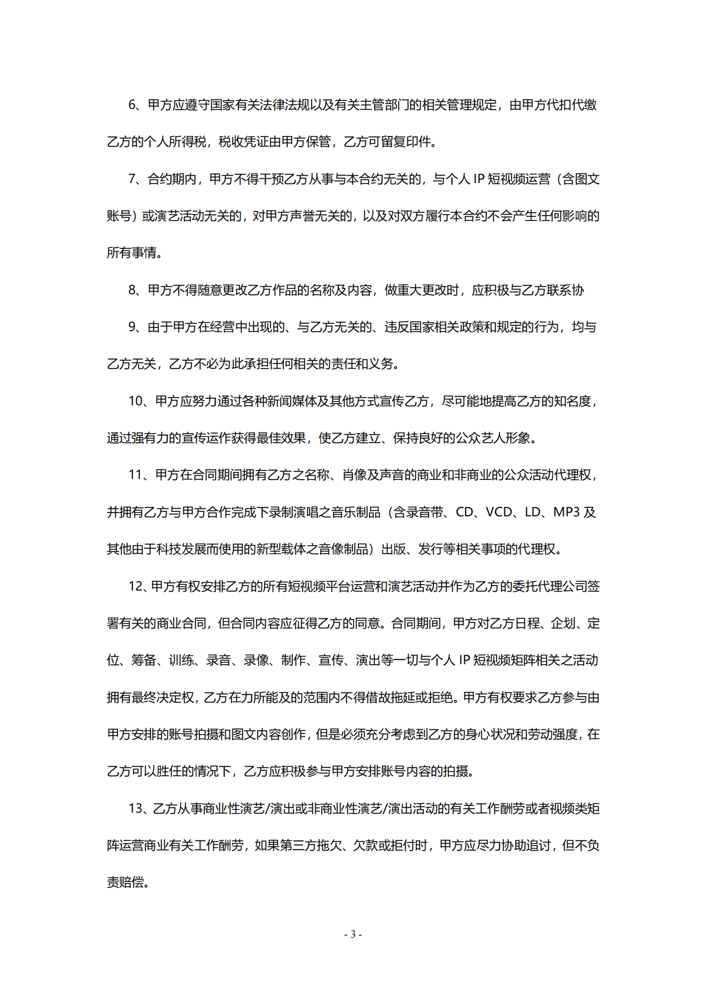 6、甲方应遵守国家有关法律法规以及有关主管部门的相关管理规定，由甲方代扣代缴
乙方的个人所得税，税收凭证由甲方保管，乙方可留复印件。
7、合约期内，甲方不得干预乙方从事与本合约无关的，与个人 IP 短视频运营（含图文
账号）或演艺活动无关的，对甲方声誉无关的，以及对双方履行本合约不会产生任何影响的
所有事情。
8、甲方不得随意更改乙方作品的名称及内容，做重大更改时，应积极与乙方联系协
9、由于甲方在经营中出现的、与乙方无关的、违反国家相关政策和规定的行为，均与
乙方无关，乙方不必为此承担任何相关的责任和义务。
10、甲方应努力通过各种新闻媒体及其他方式宣传乙方，尽可能地提高乙方的知名度，
通过强有力的宣传运作获得最佳效果，使乙方建立、保持良好的公众艺人形象。
11、甲方在合同期间拥有乙方之名称、肖像及声音的商业和非商业的公众活动代理权，
并拥有乙方与甲方合作完成下录制演唱之音乐制品（含录音带、CD、VCD、LD、MP3 及
其他由于科技发展而使用的新型载体之音像制品）出版、发行等相关事项的代理权。
12、甲方有权安排乙方的所有短视频平台运营和演艺活动并作为乙方的委托代理公司签
署有关的商业合同，但合同内容应征得乙方的同意。合同期间，甲方对乙方日程、企划、定
位、筹备、训练、录音、录像、制作、宣传、演出等一切与个人 IP 短视频矩阵相关之活动
拥有最终决定权，乙方在力所能及的范围内不得借故拖延或拒绝。甲方有权要求乙方参与由
甲方安排的账号拍摄和图文内容创作，但是必须充分考虑到乙方的身心状况和劳动强度，在
乙方可以胜任的情况下，乙方应积极参与甲方安排账号内容的拍摄。
13、乙方从事商业性演艺/演出或非商业性演艺/演出活动的有关工作酬劳或者视频类矩
阵运营商业有关工作酬劳，如果第三方拖欠、欠款或拒付时，甲方应尽力协助追讨，但不负
责赔偿。
- 3 -